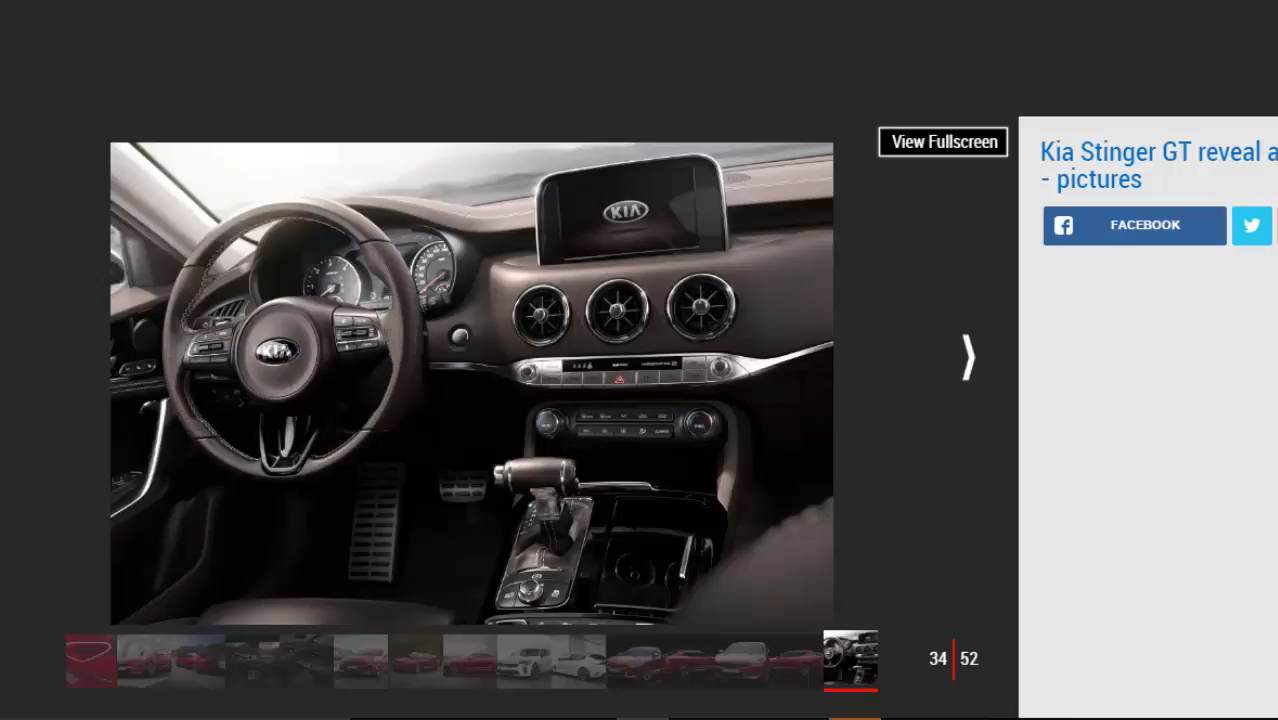 View Fullscreen
Kia Stinger GT reveal a
- pictures
FACEBOOK
KIA
KIA
34 52